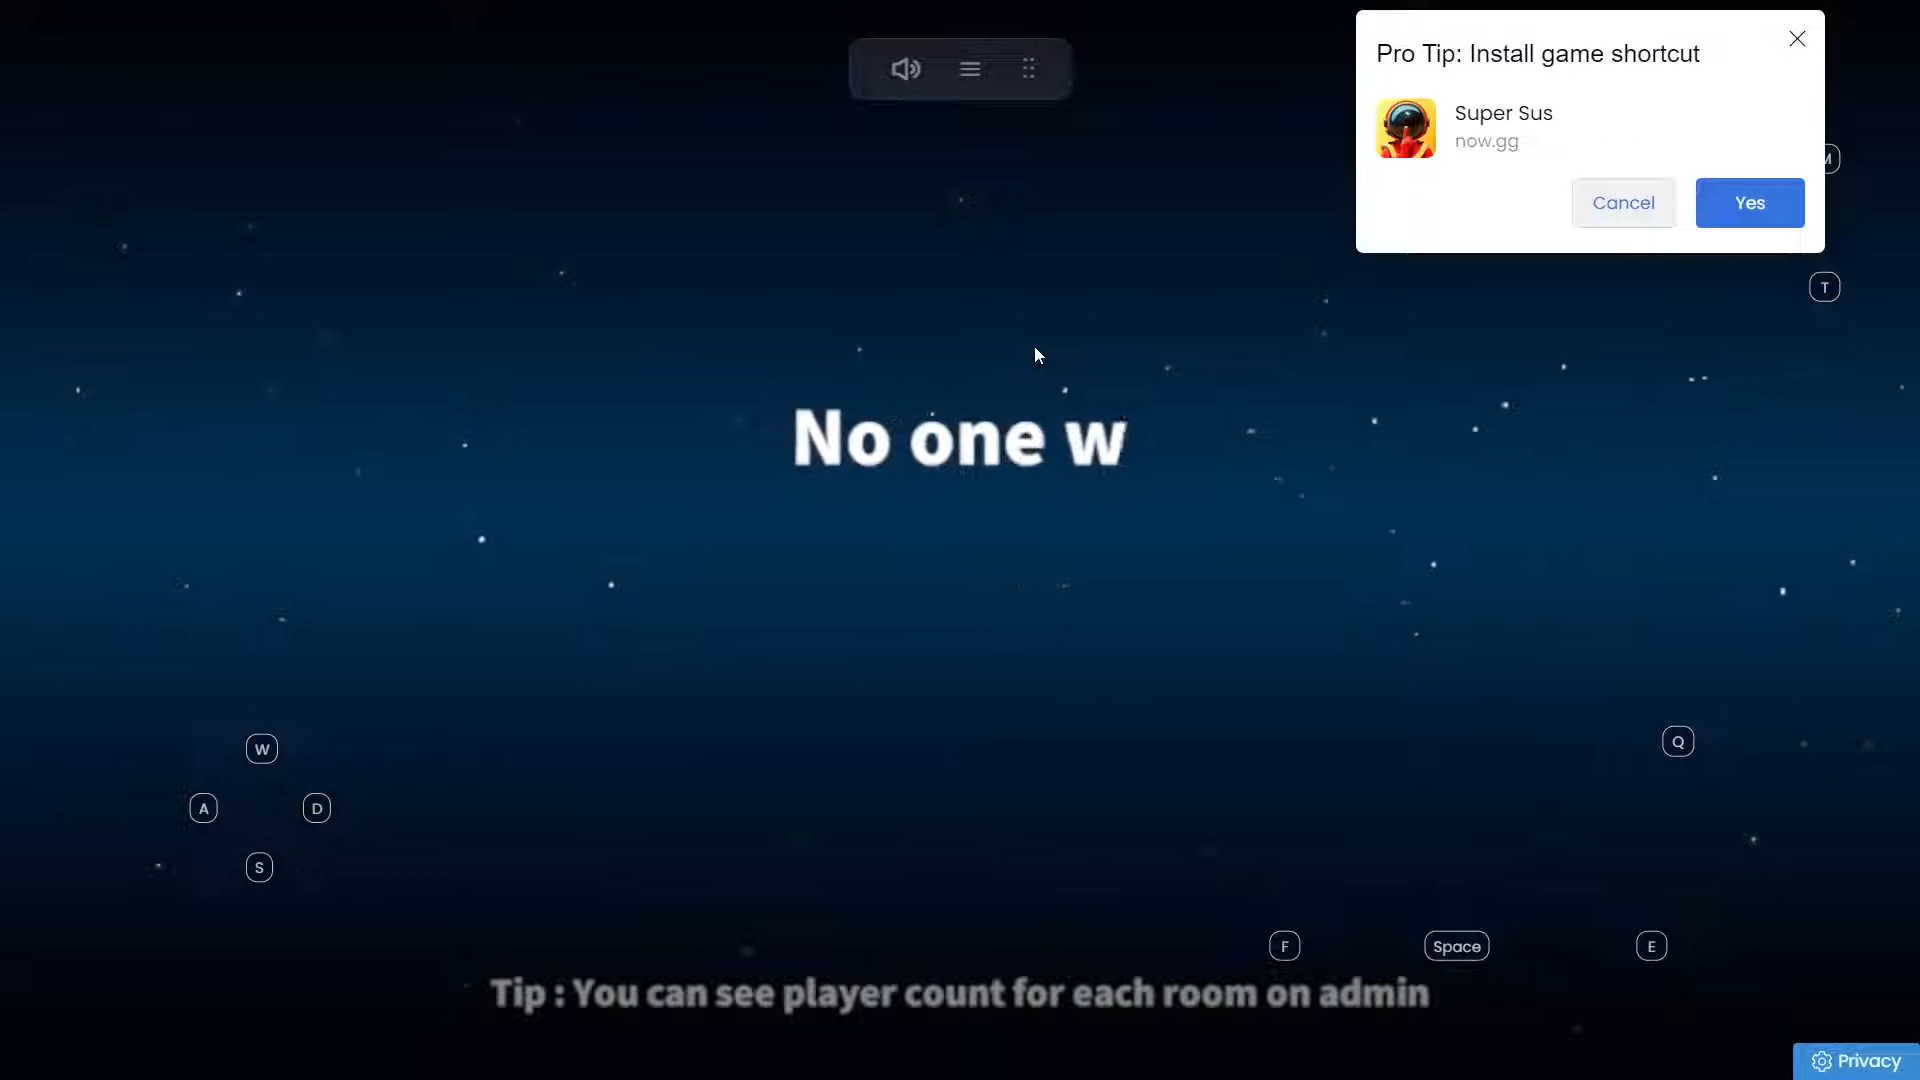 Pro Tip: Install game shortcut
Super Sus
now.gg
M
Cancel
Yes
T
No one w
W
Q
A
D
S
F
Space
E
Tip : You can see player count for each room on admin
Privacy